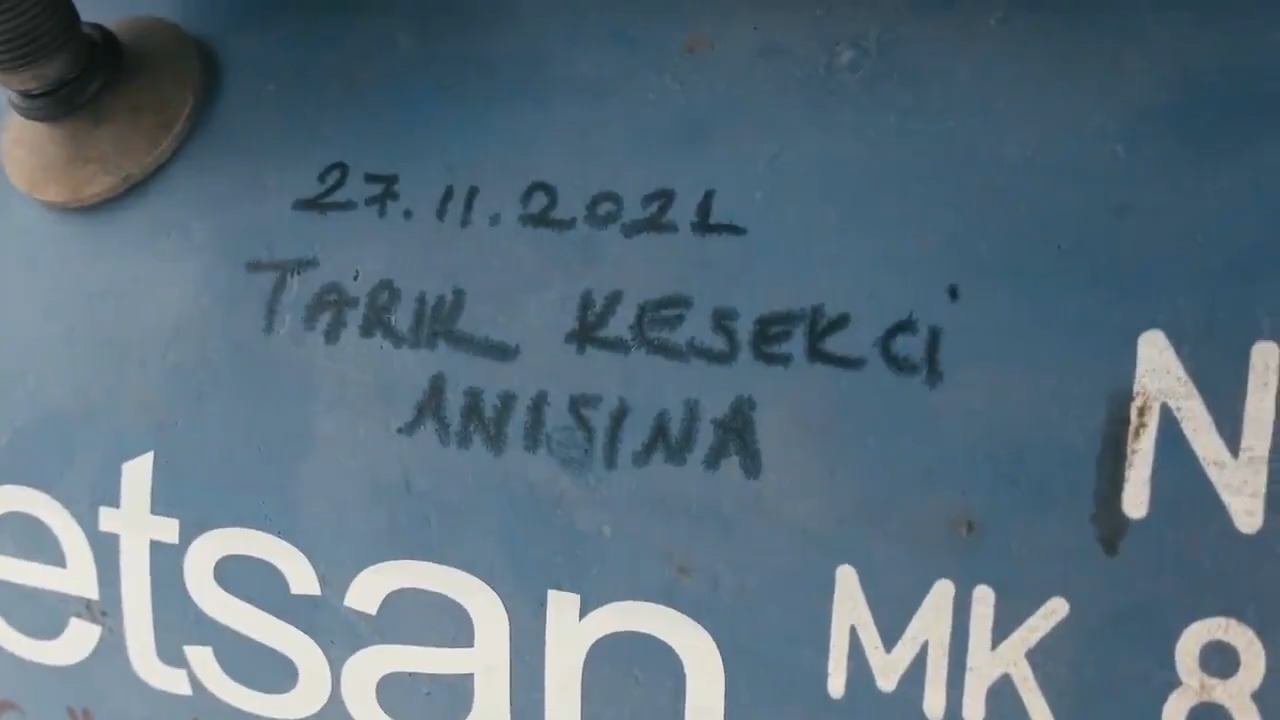 27.11.2021
TARIK KESEKCİ
ANISINA
N
etsan
MK 8